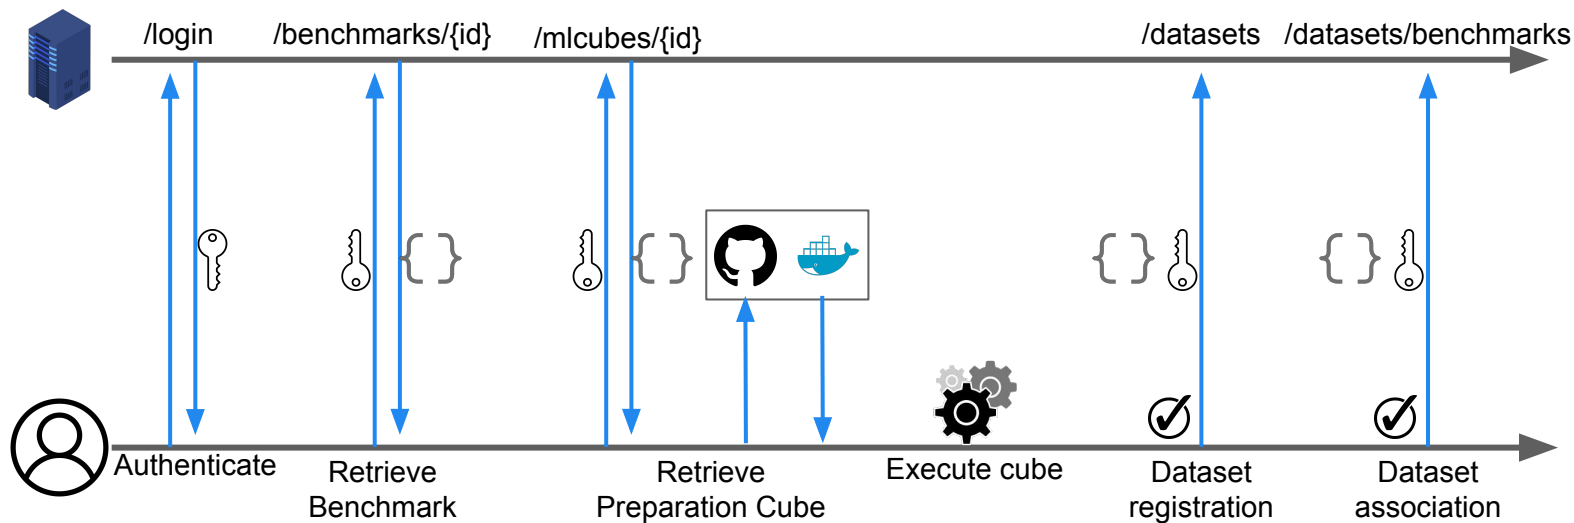 /login
/benchmarks/{id}
/mlcubes/{id}
/datasets
/datasets/benchmarks
{ }
{ }
{ }
{ }
Authenticate
Retrieve
Benchmark
Retrieve
Preparation Cube
Execute cube
Dataset
registration
Dataset
association